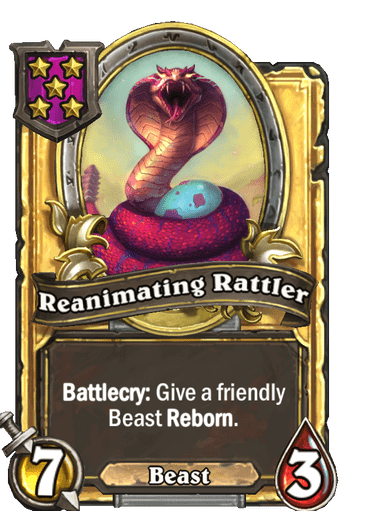 Reanimating Rattler
Battlecry: Give a friendly
Beast Reborn.
7
Beast
3